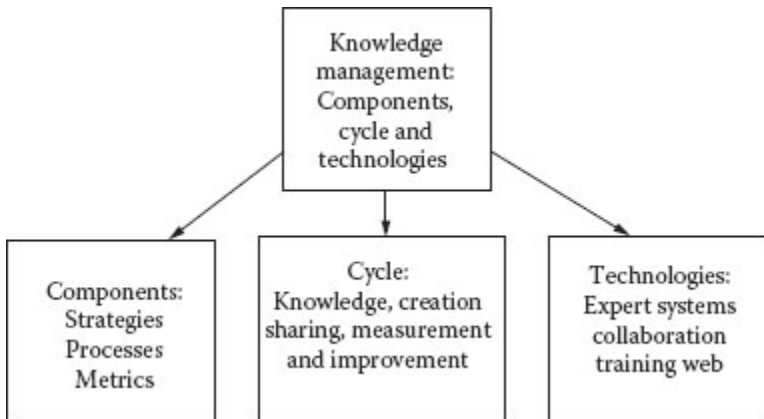 Knowledge
management:
Components,
cycle and
technologies
Components:
Strategies
Processes
Metrics
Cycle:
Knowledge, creation
sharing, measurement
and improvement
Technologies:
Expert systems
collaboration
training web